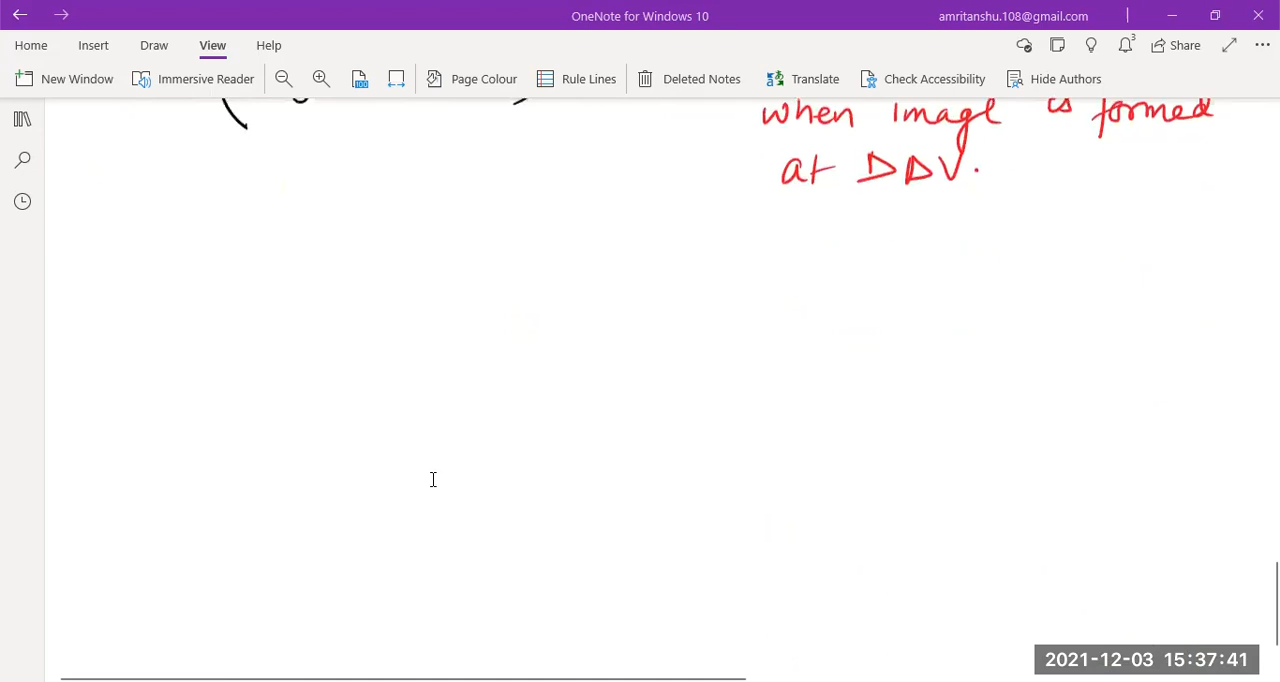 OneNote for Windows 10
amritanshu.108@gmail.com
Home Insert Draw View Help
3 Share
New Window Immersive Reader 100 Page Colour Rule Lines Deleted Notes Translate Check Accessibility Hide Authors
when image is formed
at DDV.
2021-12-03 15:37:41